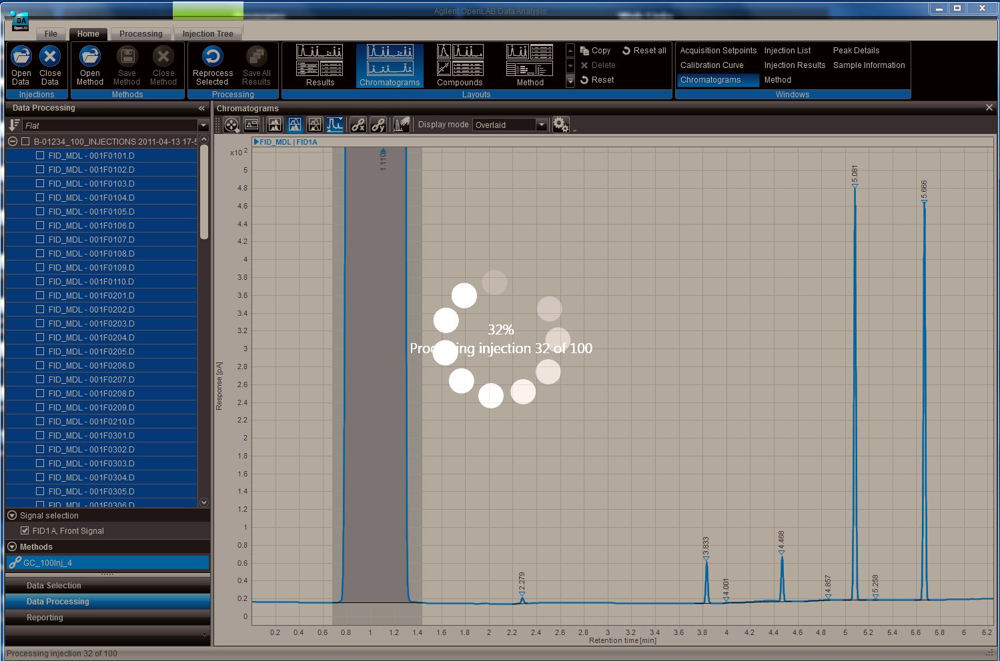 Agilent OpenLAB Data Analysis
DA
OpenLAB
File
Home
Processing
Injection Tree
Open Data
Close Data
Injections
Open Method
Save Method
Close Method
Methods
Reprocess Selected
Save All Results
Processing
Results
Chromatograms
Compounds
Method
Copy
Delete
Reset
Reset all
Layouts
Acquisition Setpoints
Injection List
Peak Details
Calibration Curve
Injection Results
Sample Information
Chromatograms
Method
Windows
Data Processing
Flat
B-01234_100_INJECTIONS 2011-04-13 17-5
FID_MDL - 001F0101.D
FID_MDL - 001F0102.D
FID_MDL - 001F0103.D
FID_MDL - 001F0104.D
FID_MDL - 001F0105.D
FID_MDL - 001F0106.D
FID_MDL - 001F0107.D
FID_MDL - 001F0108.D
FID_MDL - 001F0109.D
FID_MDL - 001F0110.D
FID_MDL - 001F0201.D
FID_MDL - 001F0202.D
FID_MDL - 001F0203.D
FID_MDL - 001F0204.D
FID_MDL - 001F0205.D
FID_MDL - 001F0206.D
FID_MDL - 001F0207.D
FID_MDL - 001F0208.D
FID_MDL - 001F0209.D
FID_MDL - 001F0210.D
FID_MDL - 001F0301.D
FID_MDL - 001F0302.D
FID_MDL - 001F0303.D
FID_MDL - 001F0304.D
FID_MDL - 001F0305.D
FID_MDL - 001F0306.D
Signal selection
FID1 A, Front Signal
Methods
GC_100Inj_4
Data Selection
Data Processing
Reporting
Chromatograms
Display mode
Overlaid
FID_MDL | FID1A
x10 2
5
4.8
4.6
4.4
4.2
4
3.8
3.6
3.4
3.2
3
2.8
2.6
2.4
2.2
2
1.8
1.6
1.4
1.2
1
0.8
0.6
0.4
0.2
0
Response [pA]
1.110
2.279
3.833
4.001
4.468
4.857
5.081
5.258
5.666
32%
Processing injection 32 of 100
0.2 0.4 0.6 0.8 1 1.2 1.4 1.6 1.8 2 2.2 2.4 2.6 2.8 3 3.2 3.4 3.6 3.8 4 4.2 4.4 4.6 4.8 5 5.2 5.4 5.6 5.8 6 6.2
Retention time [min]
Processing injection 32 of 100